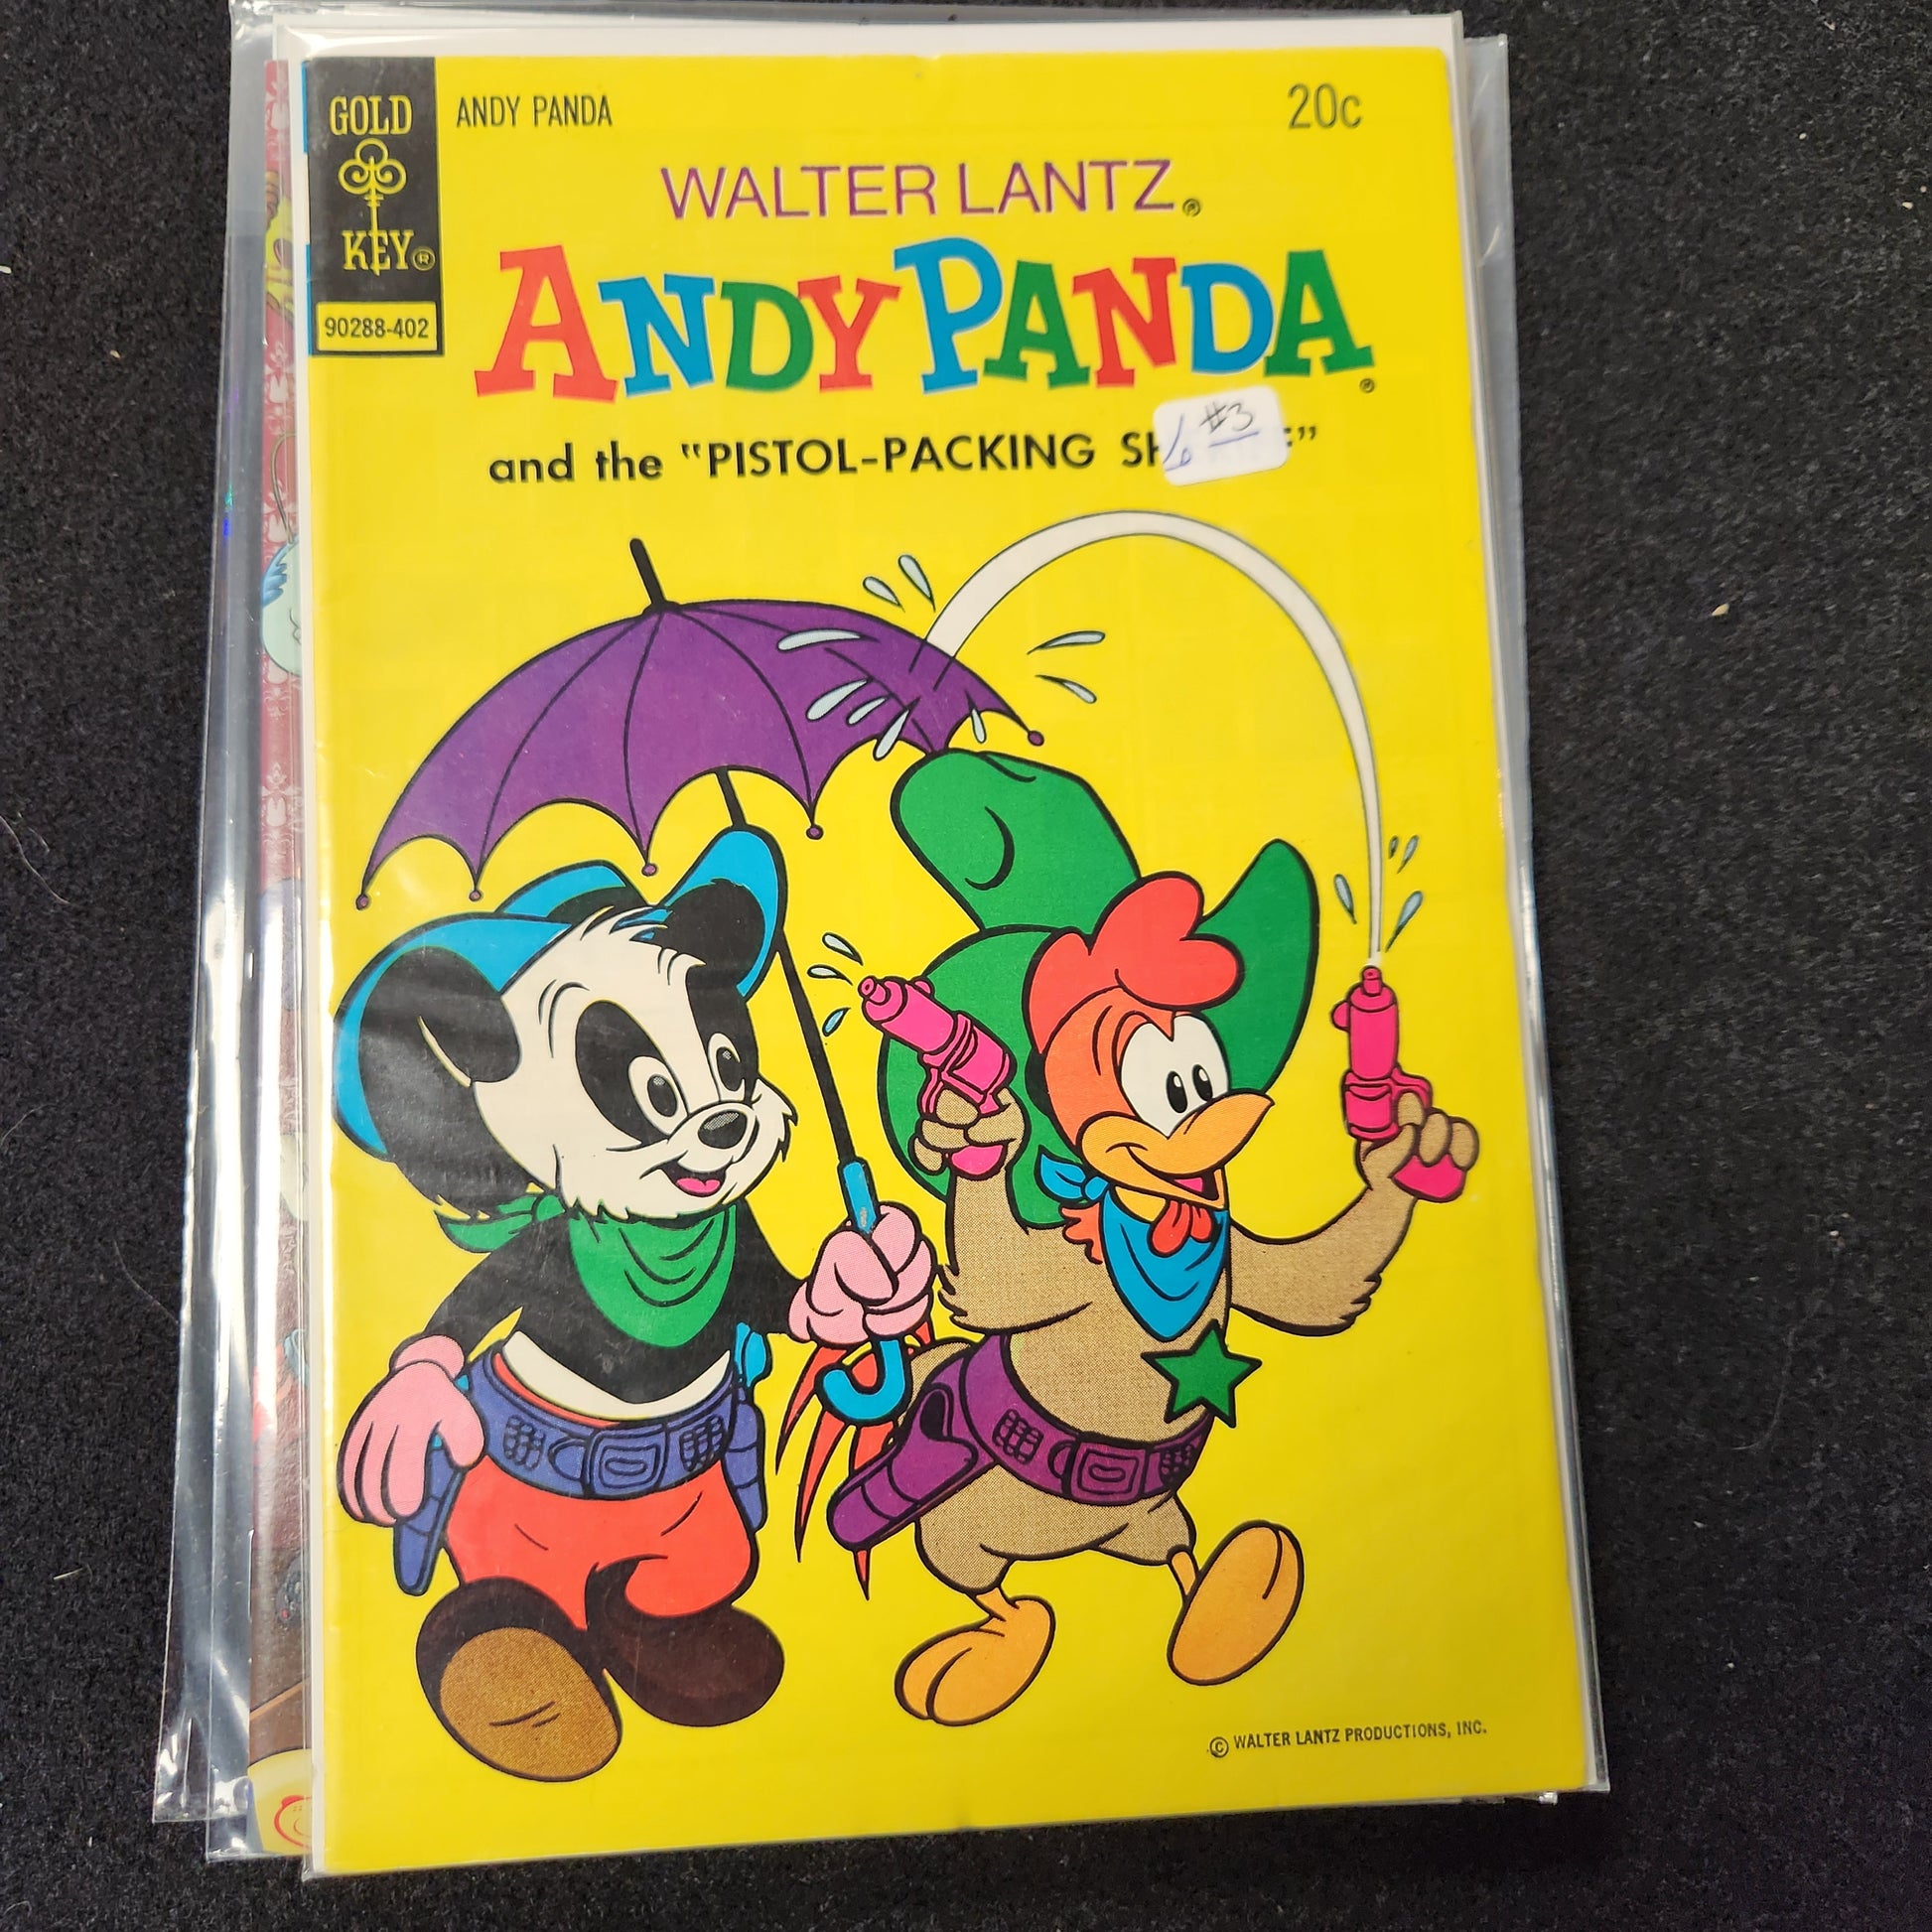 GOLD
KEY®
90288-402
ANDY PANDA
20c
WALTER LANTZ®
ANDY PANDA®
#3
and the "PISTOL-PACKING
© WALTER LANTZ PRODUCTIONS, INC.